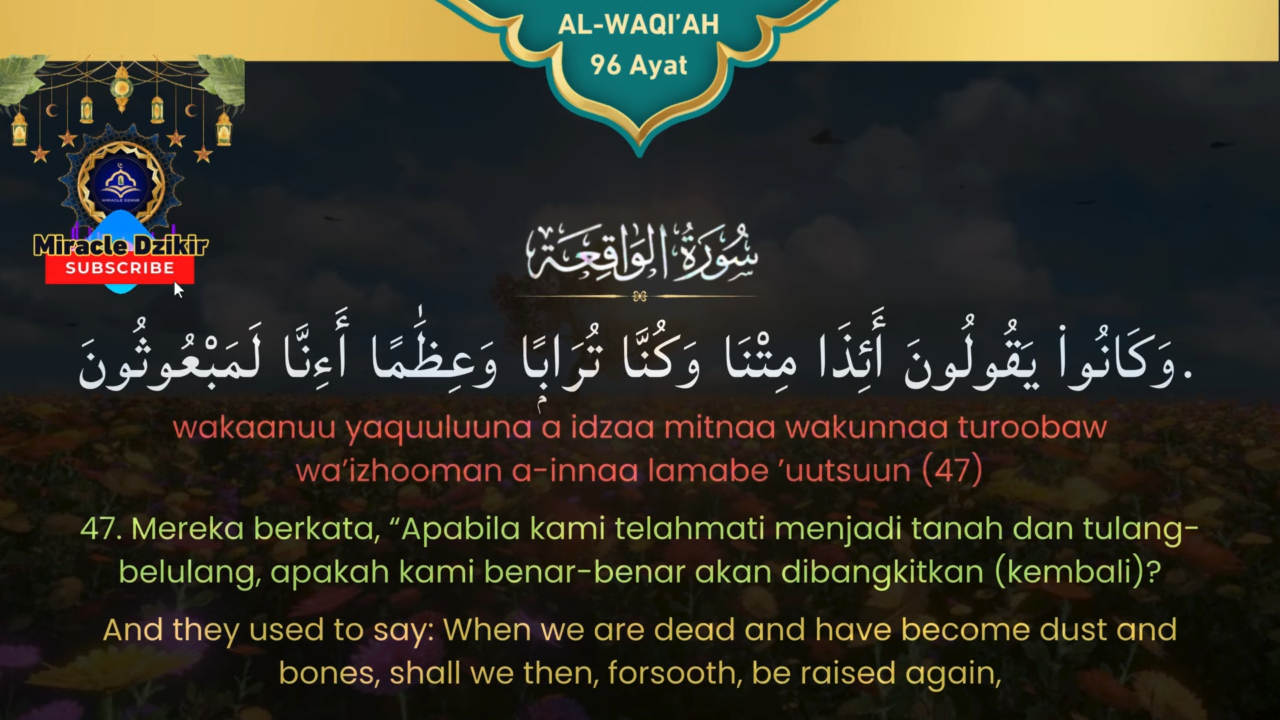 AL-WAQI’AH
96 Ayat
Miracle Dzikir
SUBSCRIBE
سُورَةُ الوَاقِعَة
وَكَانُوا۟ يَقُولُونَ أَئِذَا مِتْنَا وَكُنَّا تُرَابًۭا وَعِظَٰمًا أَءِنَّا لَمَبْعُوثُونَ.
wakaanuu yaquuluuna a idzaa mitnaa wakunnaa turoobaw
wa’izhooman a-innaa lamabe ’uutsuun (47)
47. Mereka berkata, “Apabila kami telahmati menjadi tanah dan tulang-
belulang, apakah kami benar-benar akan dibangkitkan (kembali)?
And they used to say: When we are dead and have become dust and
bones, shall we then, forsooth, be raised again,